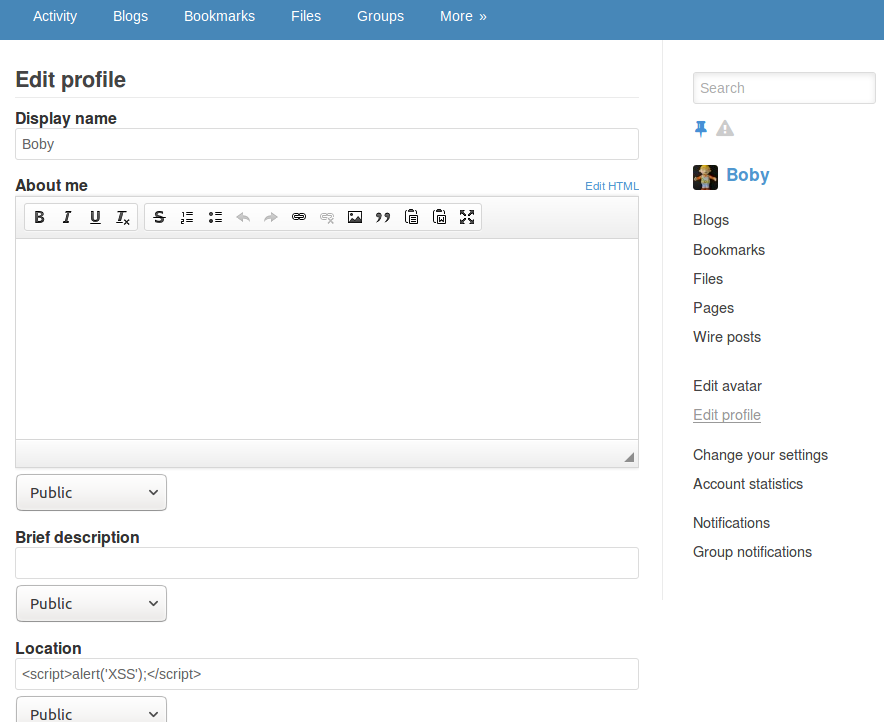 Activity Blogs Bookmarks Files Groups More »
Edit profile
Display name
Boby
About me Edit HTML
B I U Tx S
Public
Brief description
Public
Location
<script>alert('XSS');</script>
Public
Search
Boby
Blogs
Bookmarks
Files
Pages
Wire posts
Edit avatar
Edit profile
Change your settings
Account statistics
Notifications
Group notifications